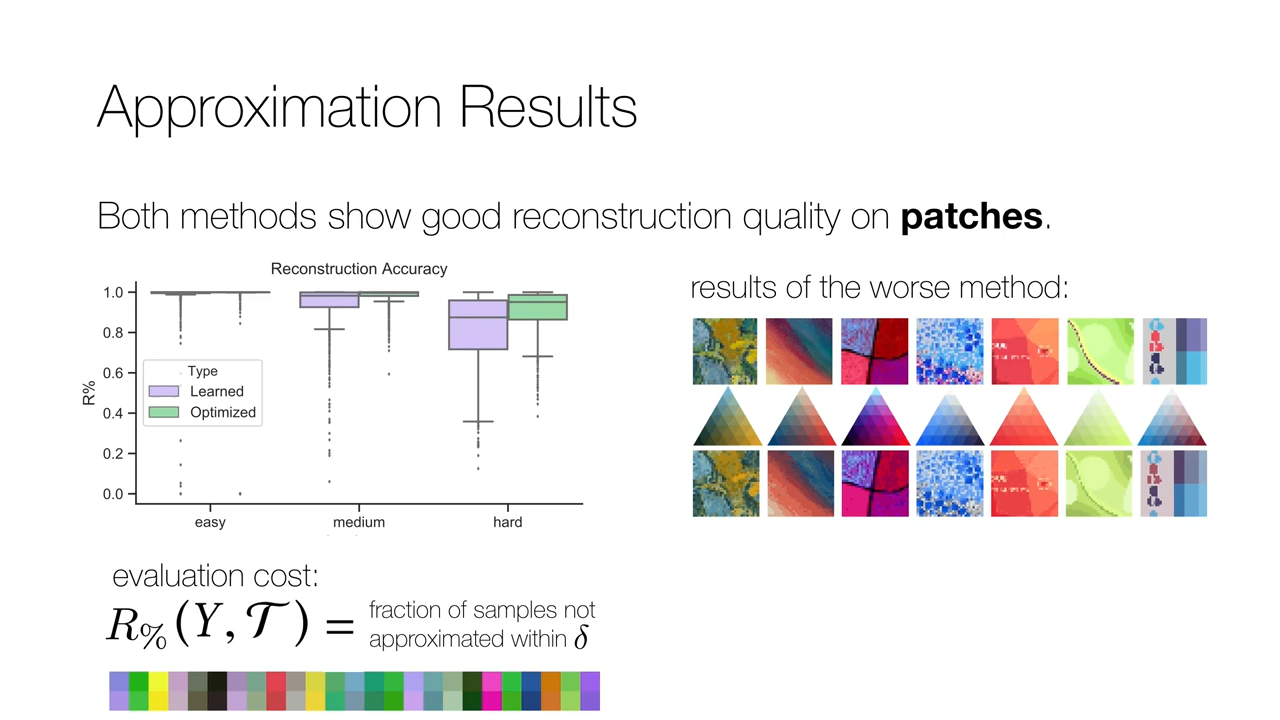 Approximation Results
Both methods show good reconstruction quality on patches.
Reconstruction Accuracy
1.0
0.8
0.6
0.4
0.2
0.0
R%
Type
Learned
Optimized
easy
medium
hard
results of the worse method:
evaluation cost:
R%(Y, 𝒯) = fraction of samples not
approximated within δ